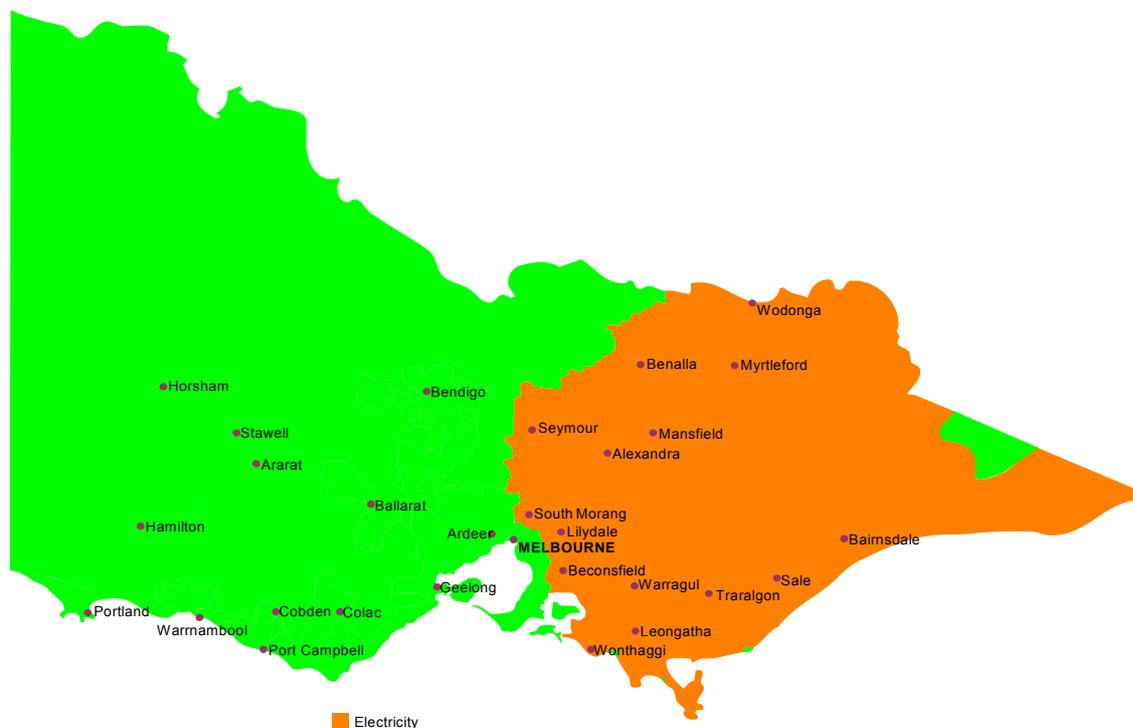 Wodonga
Benalla
Myrtleford
Horsham
Bendigo
Seymour
Stawell
Mansfield
Alexandra
Ararat
Ballarat
South Morang
Hamilton
Ardeer
Lilydale
MELBOURNE
Bairnsdale
Beconsfield
Sale
Warragul
Geelong
Traralgon
Portland
Cobden
Colac
Warrnambool
Leongatha
Port Campbell
Wonthaggi
Electricity